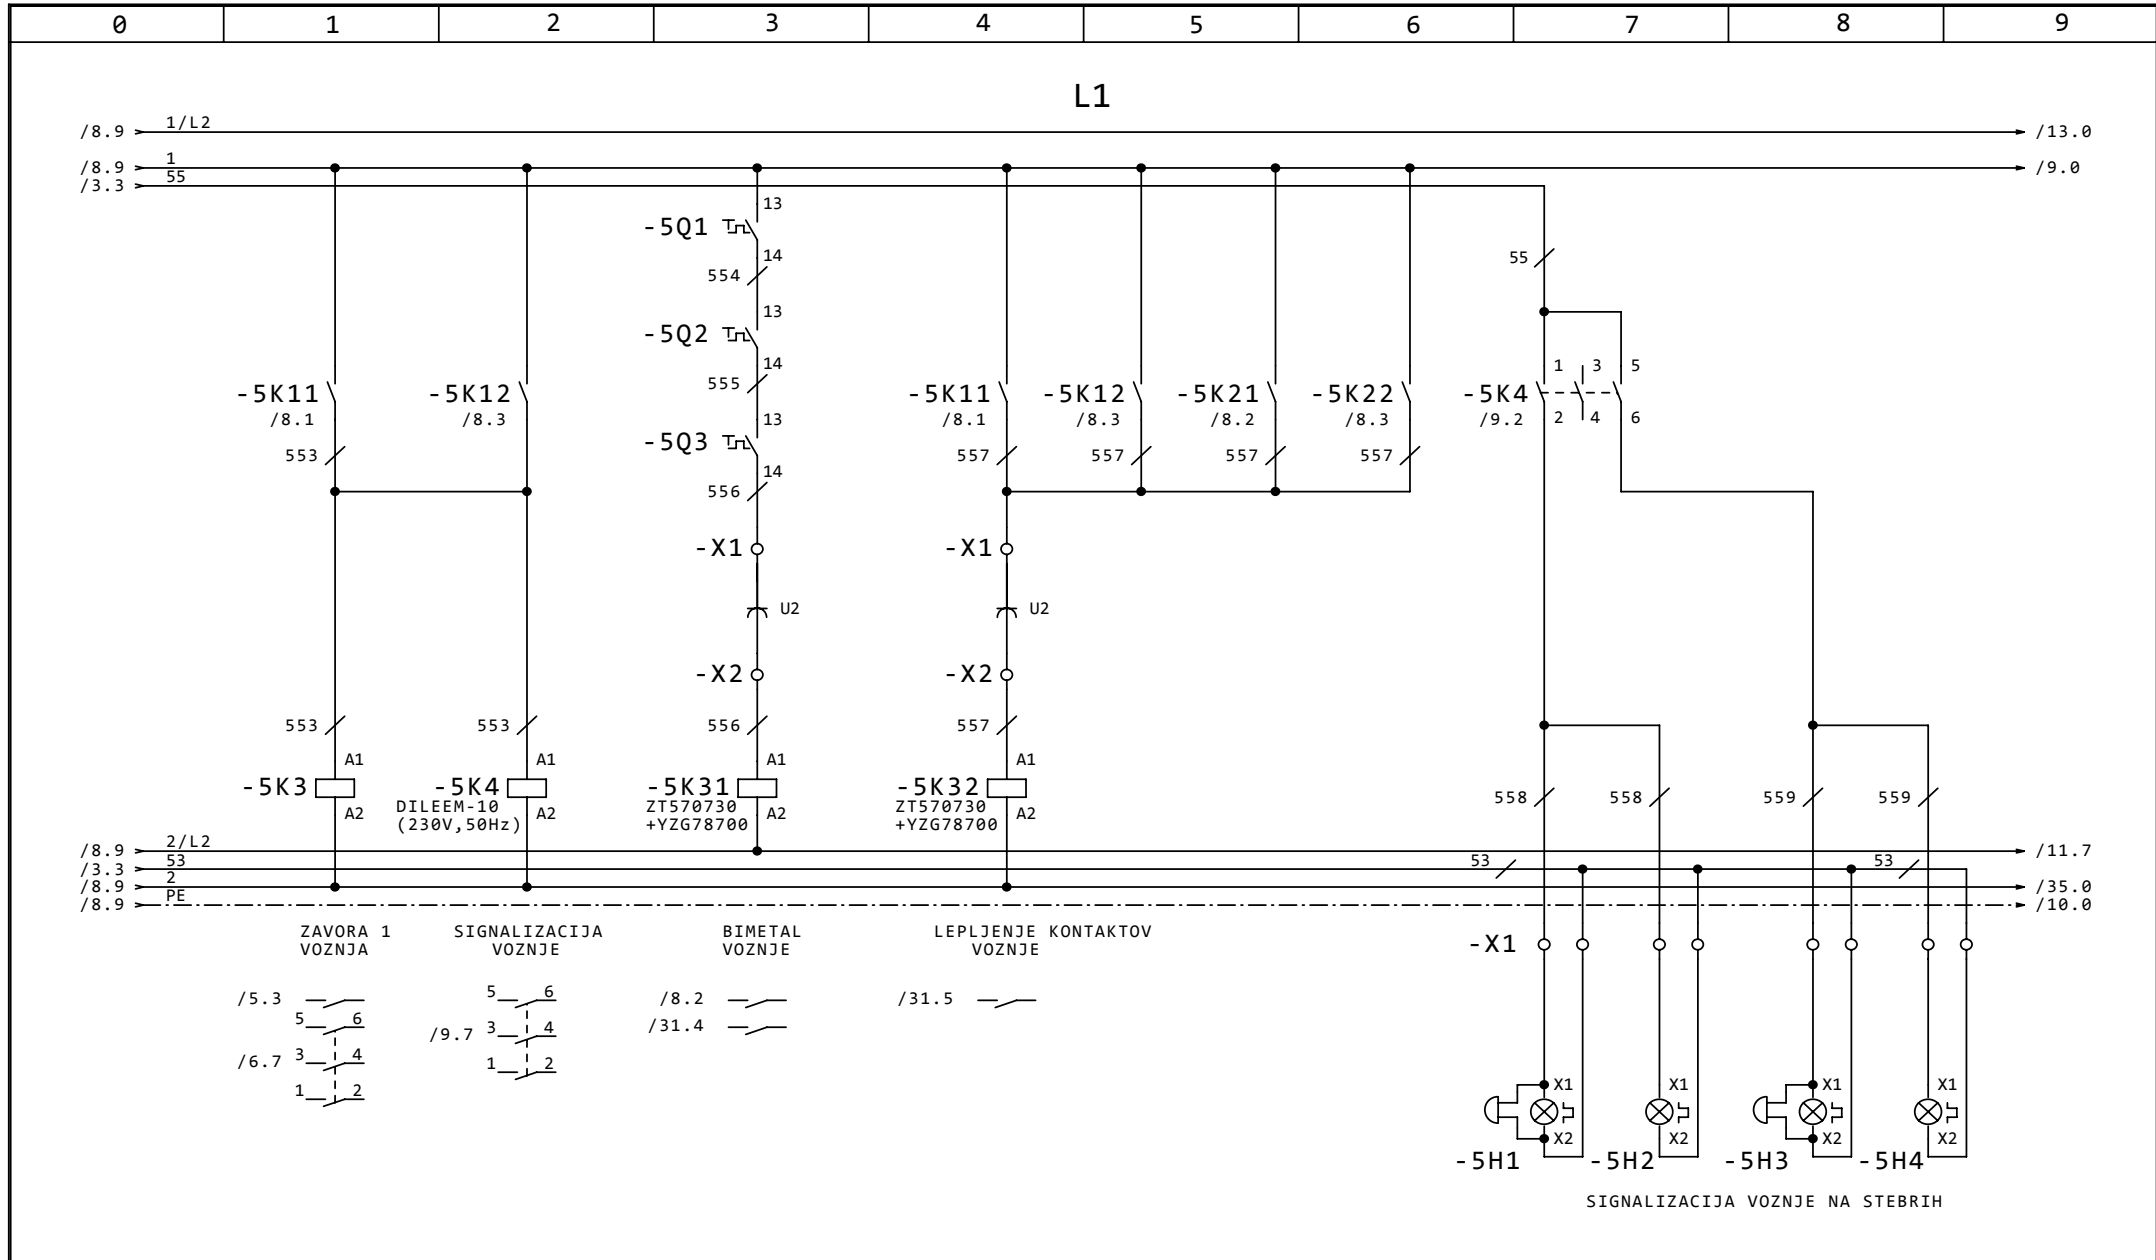 0 1 2 3 4 5 6 7 8 9
L1
/8.9 1/L2 /13.0
/8.9 1 /9.0
/3.3 55
13
-5Q1
14
554
55
13
-5Q2
14
555
1 3 5
-5K11 -5K12 -5K11 -5K12 -5K21 -5K22 -5K4
/8.1 /8.3 /8.1 /8.3 /8.2 /8.3 /9.2 2 4 6
13
-5Q3
14
553 557 557 557 557
556
-X1 -X1
U2 U2
-X2 -X2
553 553 556 557
A1 A1 A1 A1
-5K3 -5K4 -5K31 -5K32
558 558 559 559
DILEEM-10 ZT570730 ZT570730
A2 A2 A2 A2
(230V,50Hz) +YZG78700 +YZG78700
/8.9 2/L2 /11.7
/3.3 53 53 53
/8.9 2 /35.0
/8.9 PE /10.0
ZAVORA 1 SIGNALIZACIJA BIMETAL LEPLJENJE KONTAKTOV
VOZNJA VOZNJE VOZNJE VOZNJE
-X1
/5.3 5 6 /8.2 /31.5
5 6 /31.4
/9.7 3 4
/6.7 3 4
1 2
1 2
X1 X1 X1 X1
X2 X2 X2 X2
-5H1 -5H2 -5H3 -5H4
SIGNALIZACIJA VOZNJE NA STEBRIH